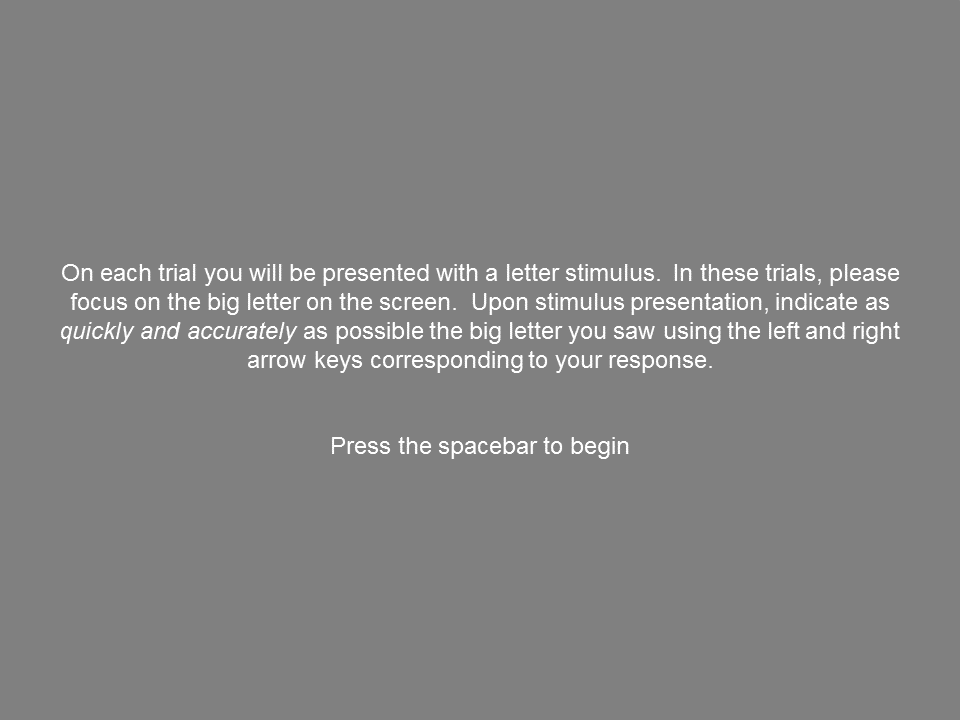 On each trial you will be presented with a letter stimulus.  In these trials, please
focus on the big letter on the screen.  Upon stimulus presentation, indicate as
quickly and accurately as possible the big letter you saw using the left and right
arrow keys corresponding to your response.
Press the spacebar to begin